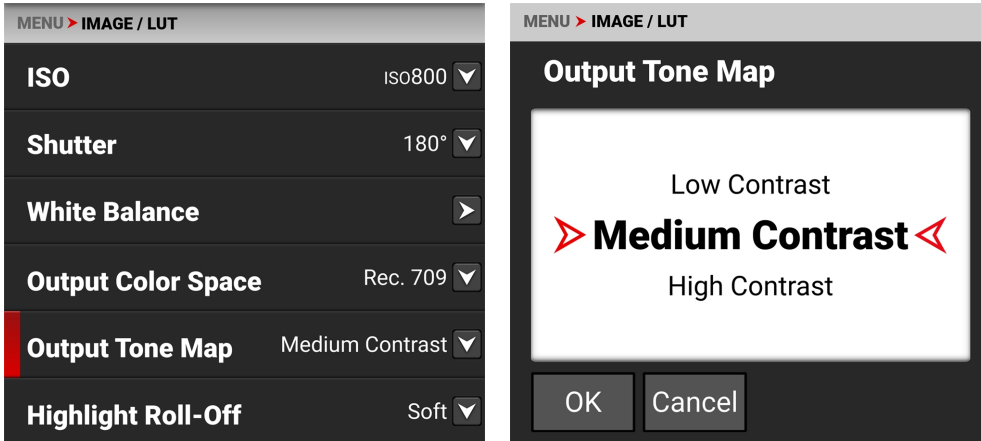 MENU IMAGE / LUT
ISO ISO800
Shutter 180°
White Balance
Output Color Space Rec. 709
Output Tone Map Medium Contrast
Highlight Roll-Off Soft
MENU IMAGE / LUT
Output Tone Map
Low Contrast
Medium Contrast
High Contrast
OK Cancel